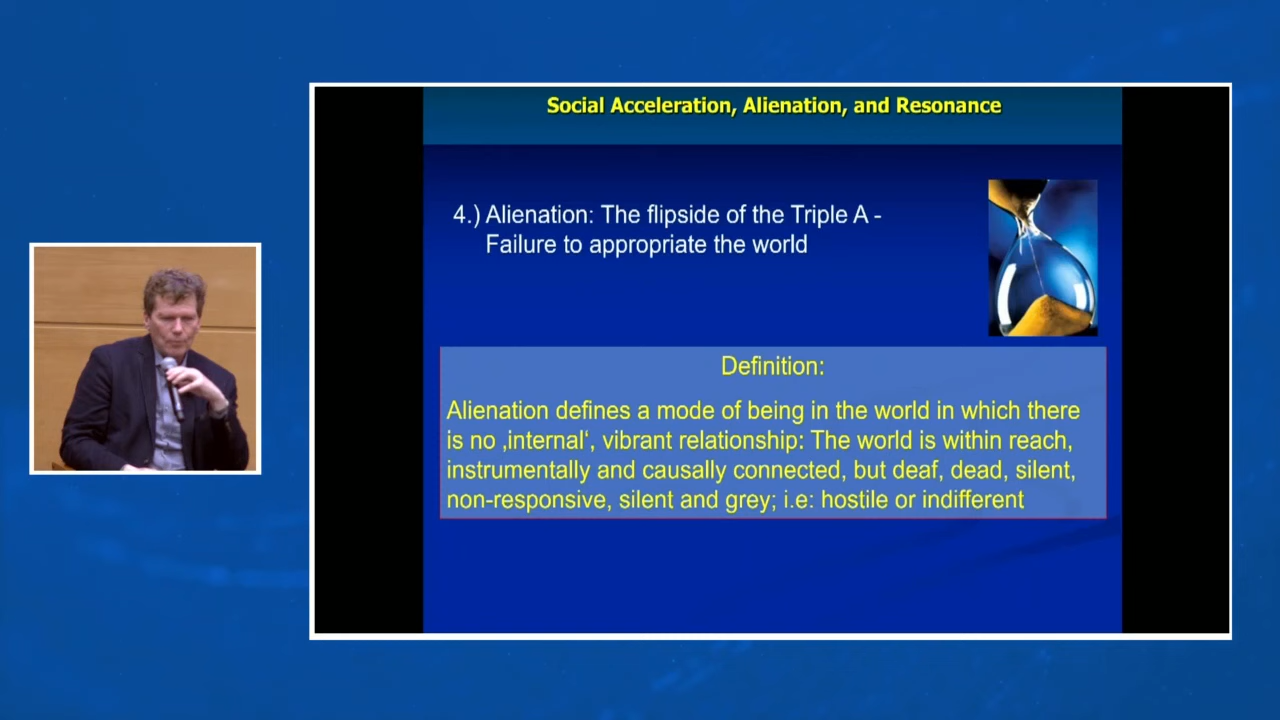 Social Acceleration, Alienation, and Resonance
4.) Alienation: The flipside of the Triple A -
Failure to appropriate the world
Definition:
Alienation defines a mode of being in the world in which there
is no ‚internal‘, vibrant relationship: The world is within reach,
instrumentally and causally connected, but deaf, dead, silent,
non-responsive, silent and grey; i.e: hostile or indifferent